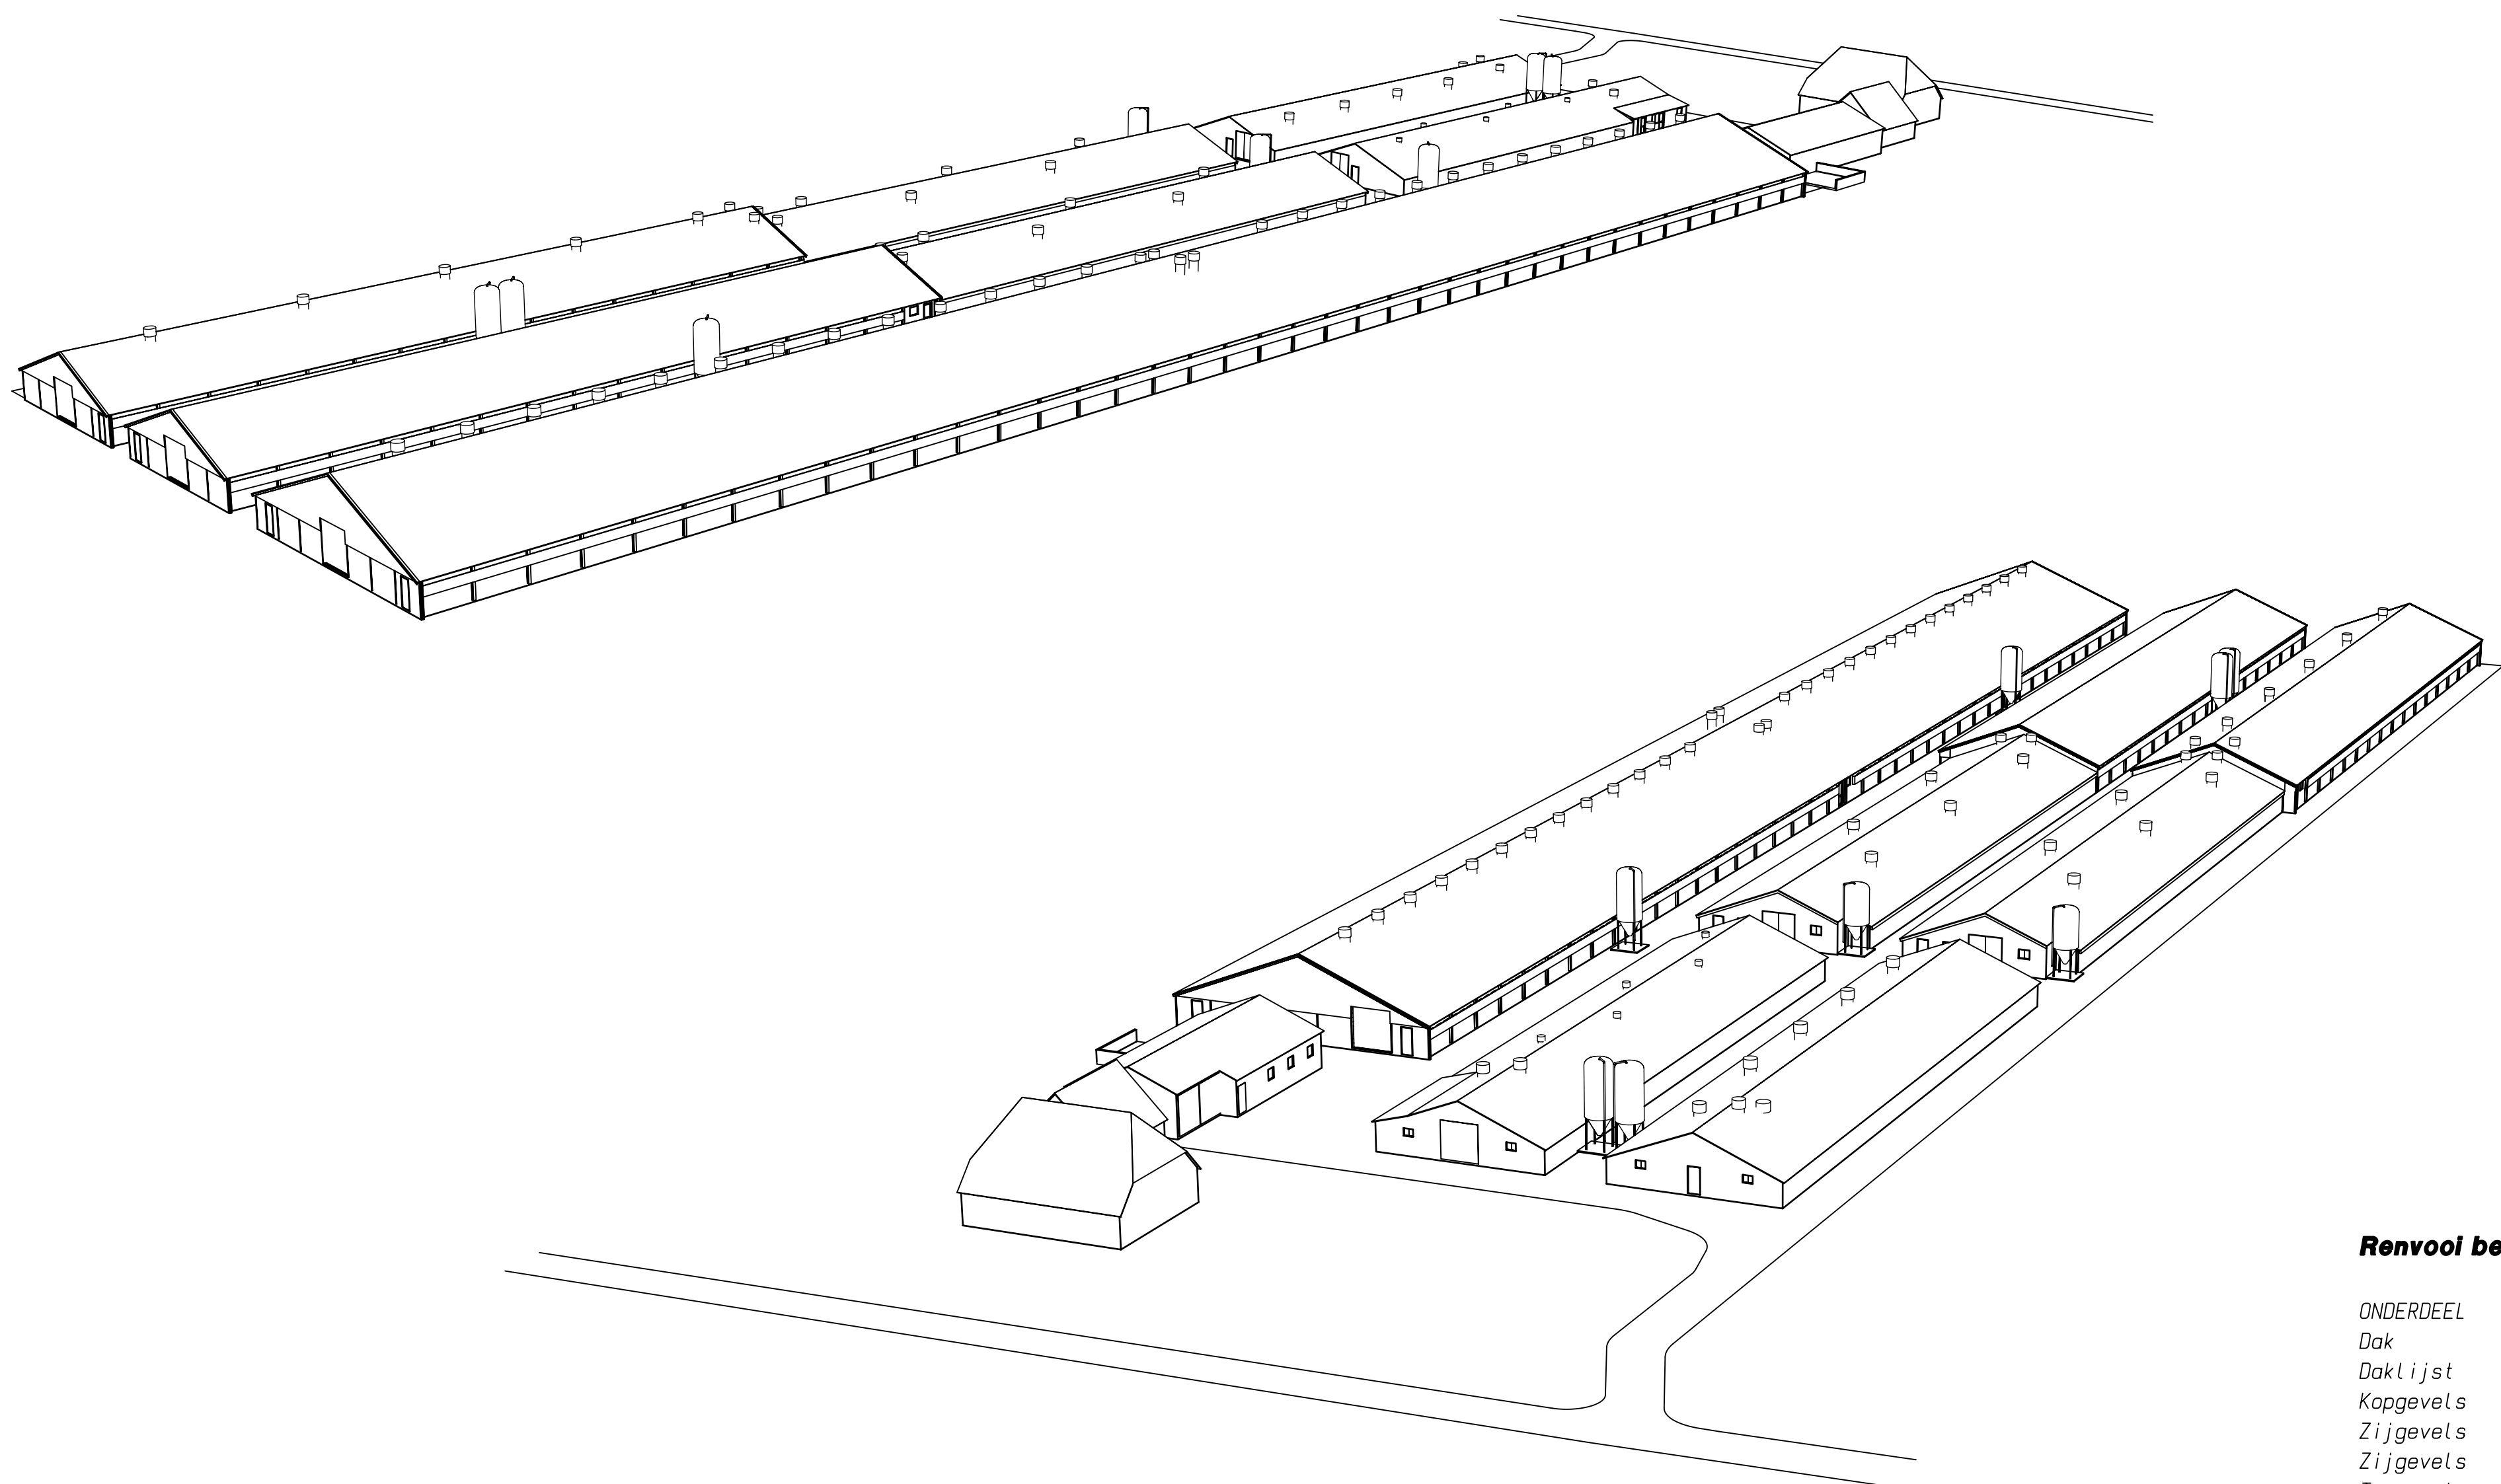 Renvooi be
ONDERDEEL
Dak
Daklijst
Kopgevels
Zijgevels
Zijgevels